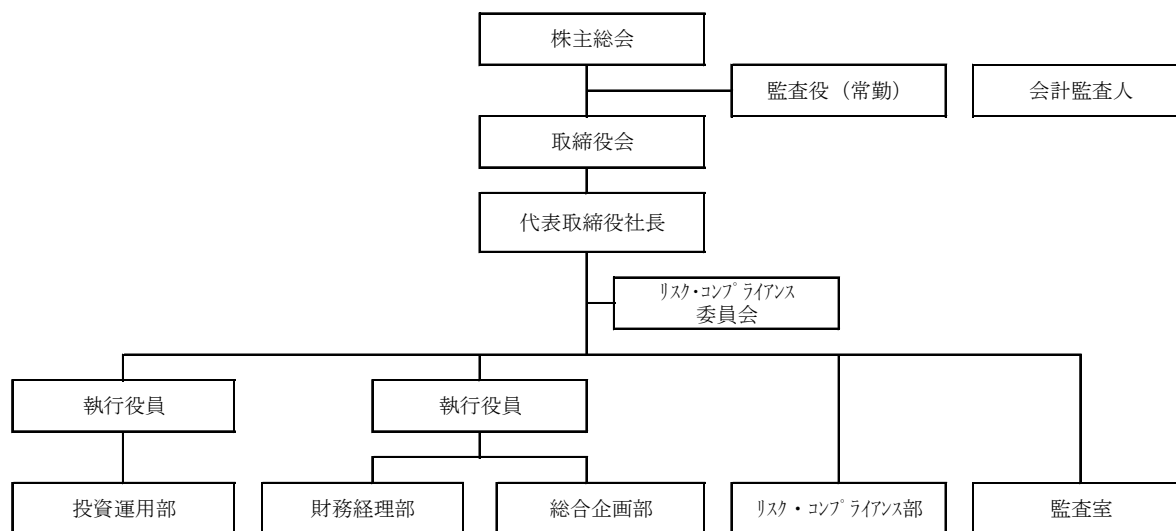 株主総会
監査役（常勤）
会計監査人
取締役会
代表取締役社長
ﾘｽｸ・ｺﾝﾌﾟﾗｲｱﾝｽ
委員会
執行役員
執行役員
投資運用部
財務経理部
総合企画部
ﾘｽｸ・ｺﾝﾌﾟﾗｲｱﾝｽ部
監査室